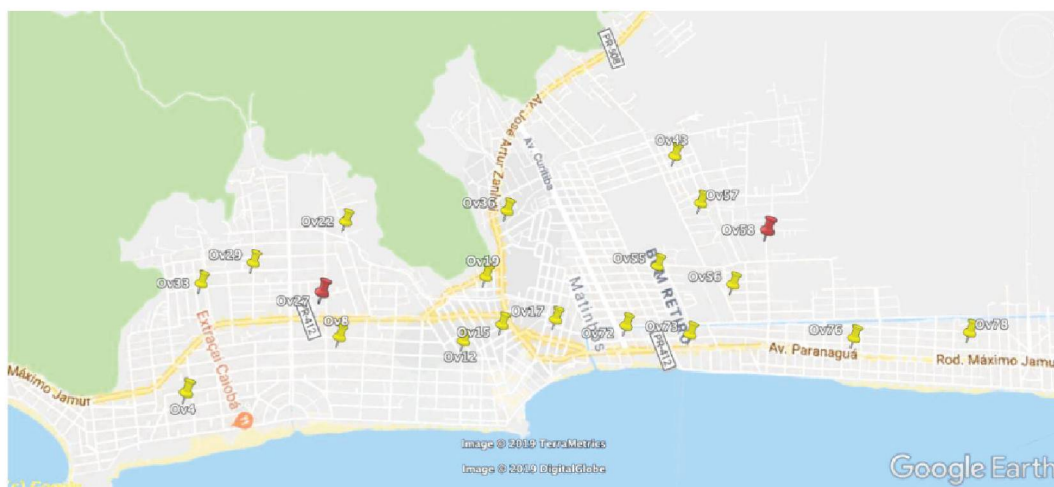 PR-508
Av. José Artur Zanluti
Av. Curitiba
Ov43
Ov57
Ov36
Ov22
Ov58
Ov29
Ov19
Ov55
Ov56
Ov33
Ov27
PR-412
Ov8
Ov17
Ov15
Ov12
Ov72
Ov73
Ov76
Ov78
BOM RETIRO
Matinhos
PR-412
Av. Paranaguá
Rod. Máximo Jamur
Extraçar Caiobá
Máximo Jamur
Ov4
Image © 2019 TerraMetrics
Image © 2019 DigitalGlobe
Google Earth